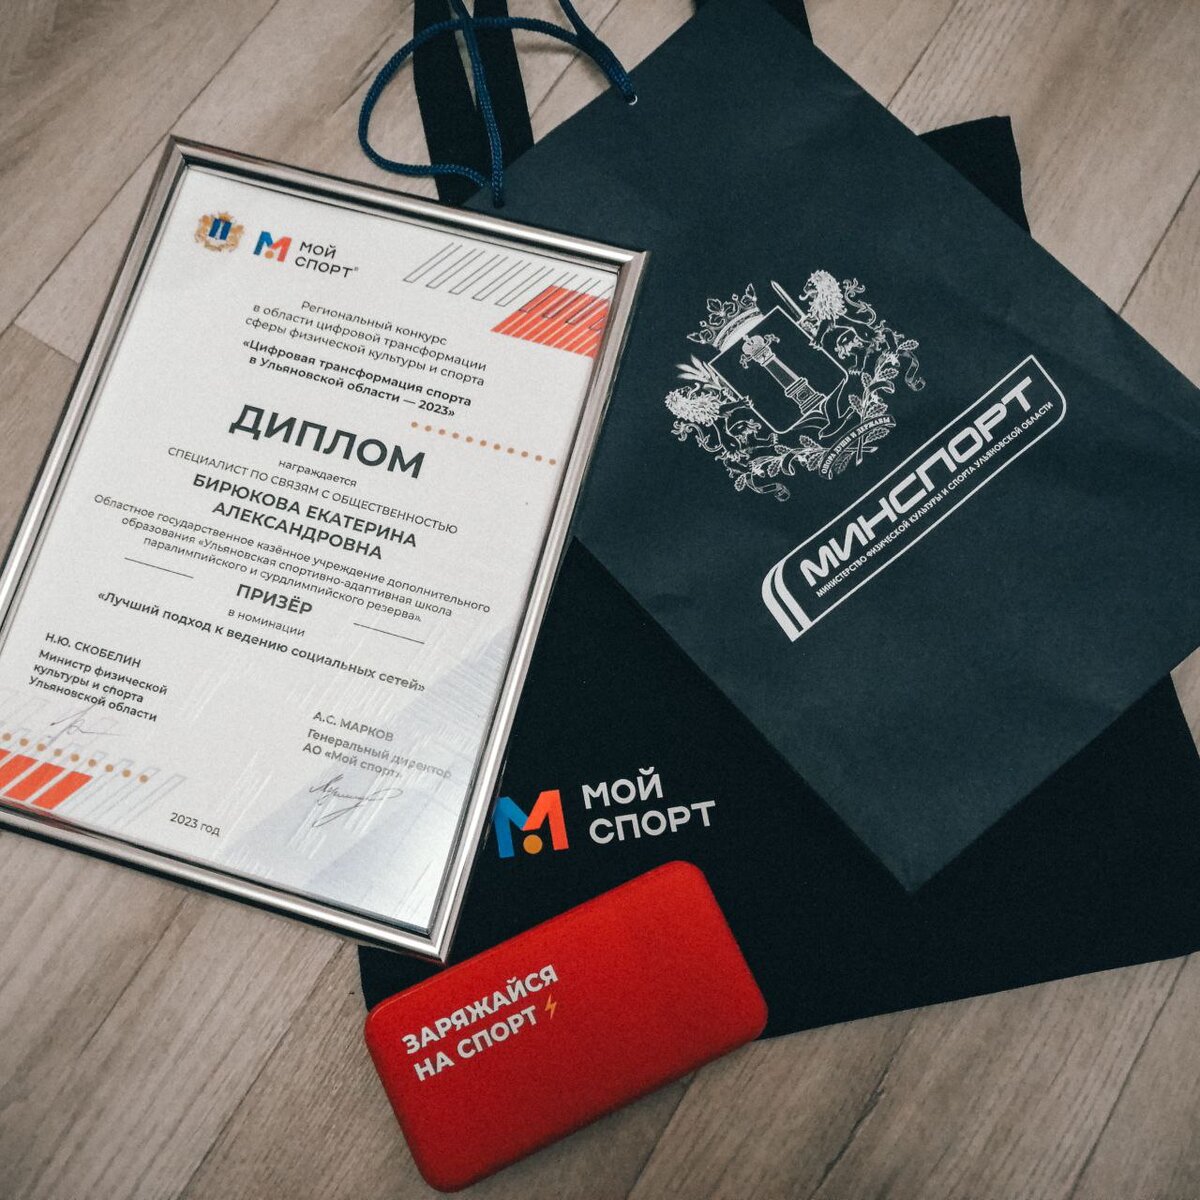 МОЙ
СПОРТ®
Региональный конкурс
в области цифровой трансформации
сферы физической культуры и спорта
«Цифровая трансформация спорта
в Ульяновской области — 2023»
ДИПЛОМ
награждается
СПЕЦИАЛИСТ ПО СВЯЗЯМ С ОБЩЕСТВЕННОСТЬЮ
БИРЮКОВА ЕКАТЕРИНА
АЛЕКСАНДРОВНА
Областное государственное казённое учреждение дополнительного
образования «Ульяновская спортивно-адаптивная школа
паралимпийского и сурдлимпийского резерва».
ПРИЗЁР
в номинации
«Лучший подход к ведению социальных сетей»
Н.Ю. СКОБЕЛИН
Министр физической
культуры и спорта
Ульяновской области
А.С. МАРКОВ
Генеральный директор
АО «Мой спорт»
2023 год
ОПОРА ДУШИ И ДЕРЖАВЫ
МИНСПОРТ
МИНИСТЕРСТВО ФИЗИЧЕСКОЙ КУЛЬТУРЫ И СПОРТА УЛЬЯНОВСКОЙ ОБЛАСТИ
МОЙ
СПОРТ
ЗАРЯЖАЙСЯ
НА СПОРТ